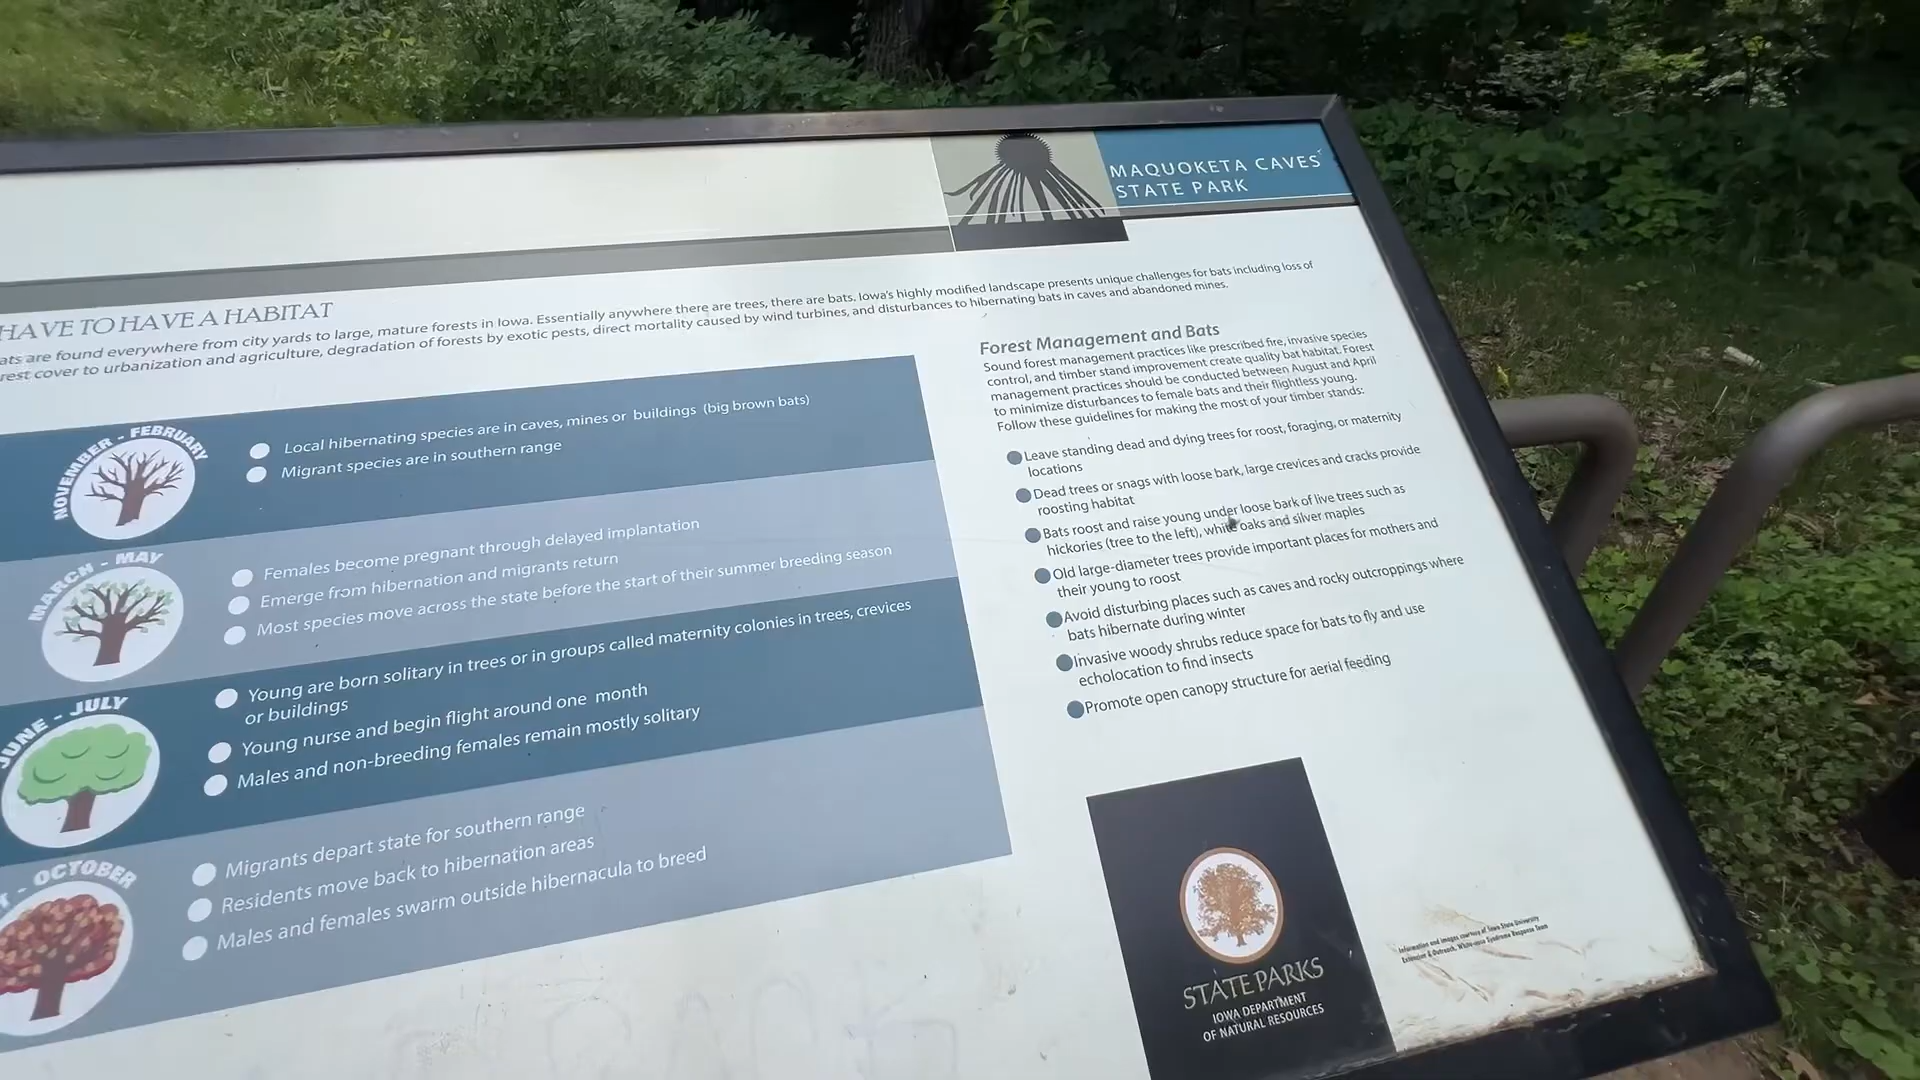 MAQUOKETA CAVES
STATE PARK
HAVE TO HAVE A HABITAT
ats are found everywhere from city yards to large, mature forests in Iowa. Essentially anywhere there are trees, there are bats. Iowa's highly modified landscape presents unique challenges for bats including loss of
rest cover to urbanization and agriculture, degradation of forests by exotic pests, direct mortality caused by wind turbines, and disturbances to hibernating bats in caves and abandoned mines.
NOVEMBER - FEBRUARY
Local hibernating species are in caves, mines or buildings (big brown bats)
Migrant species are in southern range
MARCH - MAY
Females become pregnant through delayed implantation
Emerge from hibernation and migrants return
Most species move across the state before the start of their summer breeding season
JUNE - JULY
Young are born solitary in trees or in groups called maternity colonies in trees, crevices
or buildings
Young nurse and begin flight around one month
Males and non-breeding females remain mostly solitary
T - OCTOBER
Migrants depart state for southern range
Residents move back to hibernation areas
Males and females swarm outside hibernacula to breed
Forest Management and Bats
Sound forest management practices like prescribed fire, invasive species
control, and timber stand improvement create quality bat habitat. Forest
management practices should be conducted between August and April
to minimize disturbances to female bats and their flightless young.
Follow these guidelines for making the most of your timber stands:
Leave standing dead and dying trees for roost, foraging, or maternity
locations
Dead trees or snags with loose bark, large crevices and cracks provide
roosting habitat
Bats roost and raise young under loose bark of live trees such as
hickories (tree to the left), white oaks and silver maples
Old large-diameter trees provide important places for mothers and
their young to roost
Avoid disturbing places such as caves and rocky outcroppings where
bats hibernate during winter
Invasive woody shrubs reduce space for bats to fly and use
echolocation to find insects
Promote open canopy structure for aerial feeding
STATE PARKS
IOWA DEPARTMENT
OF NATURAL RESOURCES
Information and images courtesy of Iowa State University
Extension & Outreach, White-nose Syndrome Response Team